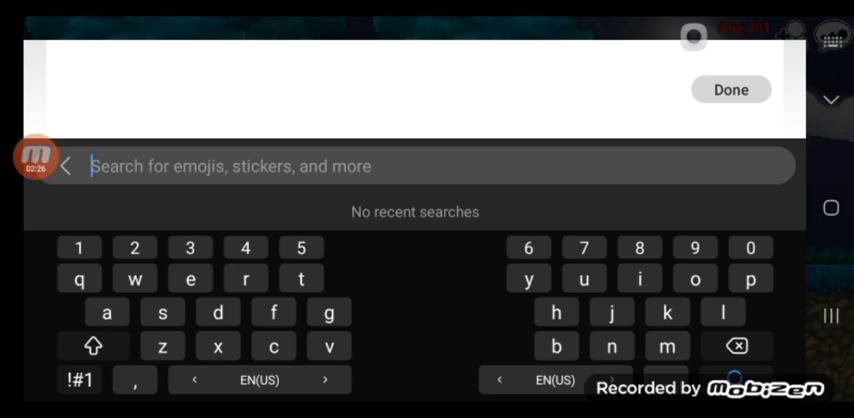 Done
02:26
Search for emojis, stickers, and more
No recent searches
1 2 3 4 5 6 7 8 9 0
q w e r t y u i o p
a s d f g h j k l
z x c v b n m
!#1 , < EN(US) > < EN(US)
Recorded by mobizen